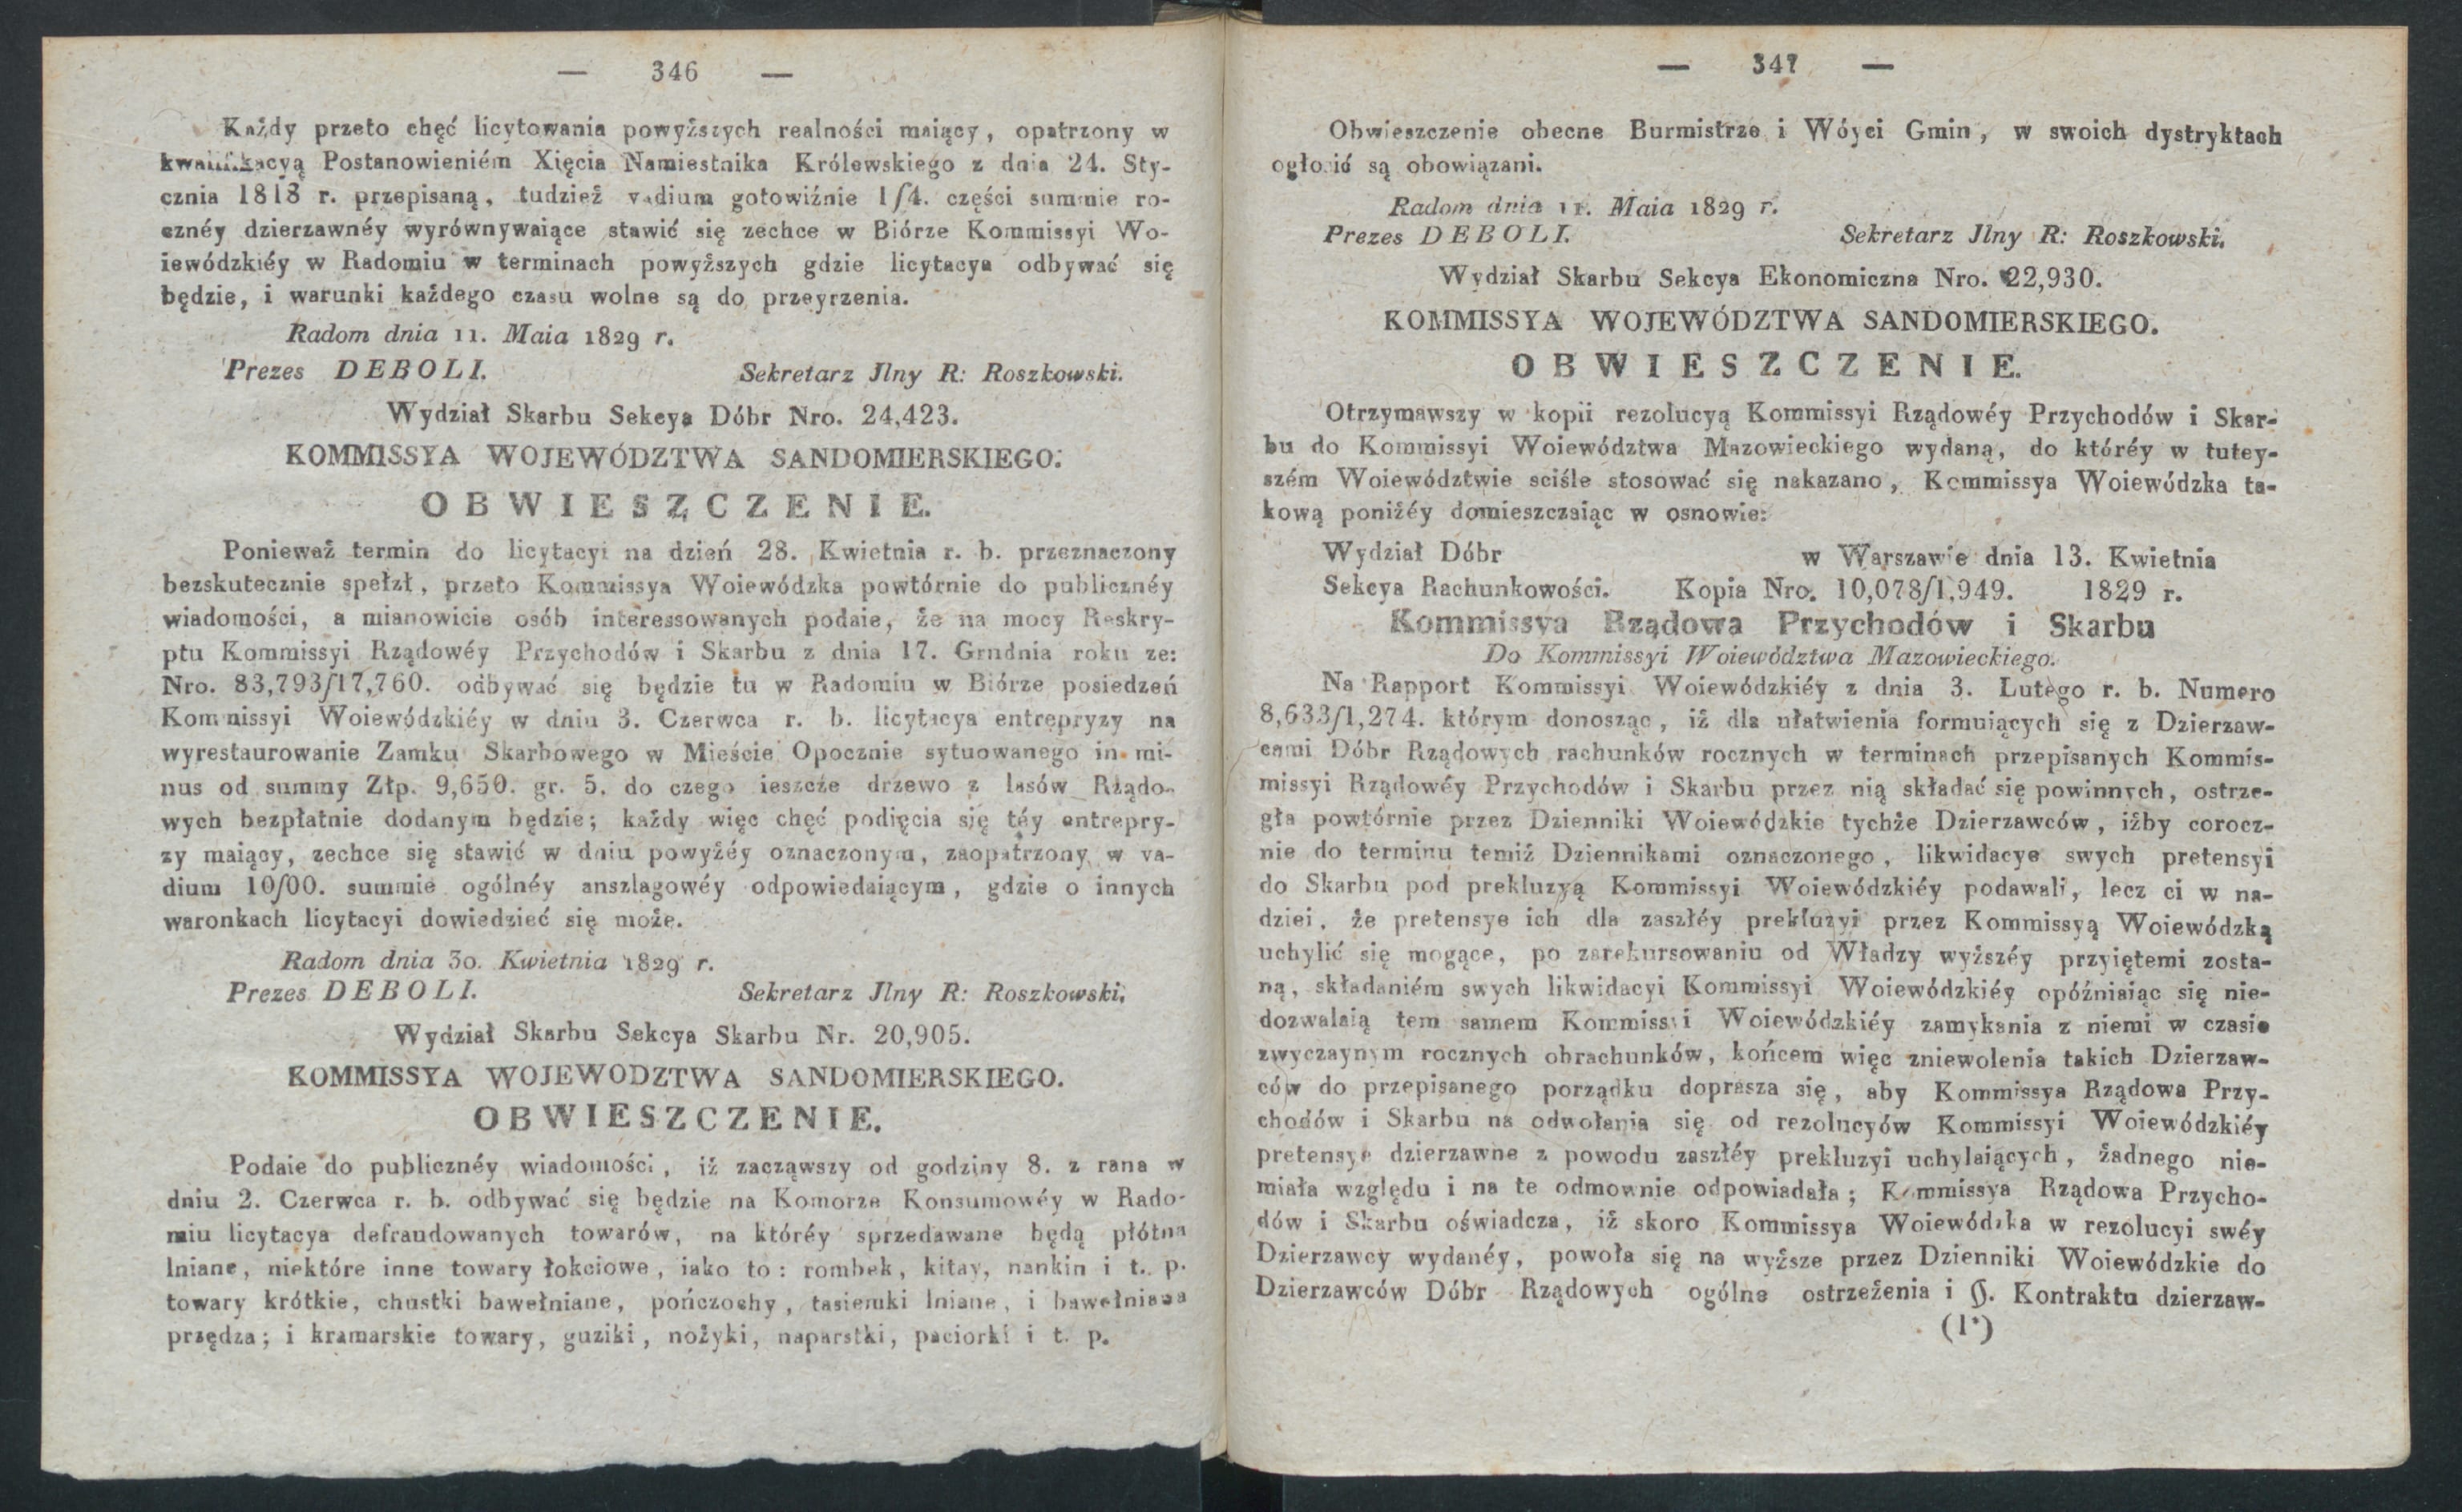 — 346 —
Każdy przeto chęć licytowania powyższych realności maiący, opatrzony w
kwalifikacyą Postanowieniém Xięcia Namiestnika Królewskiego z dnia 24. Sty-
cznia 1818 r. przepisaną, tudzież vadium gotowiźnie 1/4. części summie ro-
cznéy dzierzawnéy wyrównywaiące stawić się zechce w Biórze Kommissyi Wo-
iewódzkiéy w Radomiu w terminach powyższych gdzie licytacya odbywać się
będzie, i warunki każdego czasu wolne są do przeyrzenia.
Radom dnia 11. Maia 1829 r.
Prezes DEBOLI. Sekretarz Jlny R: Roszkowski.
Wydział Skarbu Sekcya Dóbr Nro. 24,423.
KOMMISSYA WOJEWÓDZTWA SANDOMIERSKIEGO.
OBWIESZCZENIE.
Ponieważ termin do licytacyi na dzień 28. Kwietnia r. b. przeznaczony
bezskutecznie spełzł, przeto Kommissya Woiewódzka powtórnie do publicznéy
wiadomości, a mianowicie osób interessowanych podaie, że na mocy Reskry-
ptu Kommissyi Rządowéy Przychodów i Skarbu z dnia 17. Grudnia roku ze:
Nro. 83,793/17,760. odbywać się będzie tu w Radomiu w Biórze posiedzeń
Kommissyi Woiewódzkiéy w dniu 3. Czerwca r. b. licytacya entrepryzy na
wyrestaurowanie Zamku Skarbowego w Mieście Opocznie sytuowanego in mi-
nus od summy Złp. 9,650. gr. 5. do czego ieszcze drzewo z lasów Rządo-
wych bezpłatnie dodanym będzie; każdy więc chęć podięcia się téy entrepry-
zy maiący, zechce się stawić w dniu powyżéy oznaczonym, zaopatrzony w va-
dium 10/00. summie ogólnéy anszlagowéy odpowiedaiącym, gdzie o innych
waronkach licytacyi dowiedzieć się może.
Radom dnia 30. Kwietnia 1829 r.
Prezes DEBOLI. Sekretarz Jlny R: Roszkowski.
Wydział Skarbu Sekcya Skarbu Nr. 20,905.
KOMMISSYA WOJEWODZTWA SANDOMIERSKIEGO.
OBWIESZCZENIE.
Podaie do publicznéy wiadomości, iż zacząwszy od godziny 8. z rana w
dniu 2. Czerwca r. b. odbywać się będzie na Komorze Konsumowéy w Rado-
miu licytacya defraudowanych towarów, na któréy sprzedawane będą płótna
lniane, niektóre inne towary łokciowe, iako to: rombek, kitay, nankin i t. p.
towary krótkie, chustki bawełniane, pończochy, tasiemki lniane, i bawełniana
przędza; i kramarskie towary, guziki, nożyki, naparstki, paciorki i t. p.
— 347 —
Obwieszczenie obecne Burmistrze i Wóyci Gmin, w swoich dystryktach
ogłosić są obowiązani.
Radom dnia 11. Maia 1829 r.
Prezes DEBOLI. Sekretarz Jlny R: Roszkowski.
Wydział Skarbu Sekcya Ekonomiczna Nro. 22,930.
KOMMISSYA WOJEWÓDZTWA SANDOMIERSKIEGO.
OBWIESZCZENIE.
Otrzymawszy w kopii rezolucyą Kommissyi Rządowéy Przychodów i Skar-
bu do Kommissyi Woiewództwa Mazowieckiego wydaną, do któréy w tutey-
szém Woiewództwie sciśle stosować się nakazano, Kommissya Woiewódzka ta-
kową poniżéy domieszczaiąc w osnowie:
Wydział Dóbr w Warszawie dnia 13. Kwietnia
Sekcya Rachunkowości. Kopia Nro. 10,078/1,949. 1829 r.
Kommissya Rządowa Przychodów i Skarbu
Do Kommissyi Woiewództwa Mazowieckiego.
Na Rapport Kommissyi Woiewódzkiéy z dnia 3. Lutego r. b. Numero
8,633/1,274. którym donosząc, iż dla ułatwienia formuiących się z Dzierzaw-
cami Dóbr Rządowych rachunków rocznych w terminach przepisanych Kommis-
missyi Rządowéy Przychodów i Skarbu przez nią składać się powinnych, ostrze-
gła powtórnie przez Dzienniki Woiewódzkie tychże Dzierzawców, iżby corocz-
nie do terminu temiż Dziennikami oznaczonego, likwidacye swych pretensyi
do Skarbu pod prekluzyą Kommissyi Woiewódzkiéy podawali, lecz ci w na-
dziei, że pretensye ich dla zaszłéy prekluzyi przez Kommissyą Woiewódzką
uchylić się mogące, po zarekursowaniu od Władzy wyższéy przyiętemi zosta-
ną, składaniém swych likwidacyi Kommissyi Woiewódzkiéy opóźniaiąc się nie-
dozwalaią tem samem Kommissyi Woiewódzkiéy zamykania z niemi w czasie
zwyczaynym rocznych obrachunków, końcem więc zniewolenia takich Dzierzaw-
ców do przepisanego porządku doprasza się, aby Kommissya Rządowa Przy-
chodów i Skarbu na odwołania się od rezolucyów Kommissyi Woiewódzkiéy
pretensye dzierzawne z powodu zaszłéy prekluzyi uchylaiących, żadnego nie-
miała względu i na te odmownie odpowiadała; Kommissya Rządowa Przycho-
dów i Skarbu oświadcza, iż skoro Kommissya Woiewódzka w rezolucyi swéy
Dzierzawcy wydanéy, powoła się na wyższe przez Dzienniki Woiewódzkie do
Dzierzawców Dóbr Rządowych ogólne ostrzeżenia i §. Kontraktu dzierzaw-
(1*)